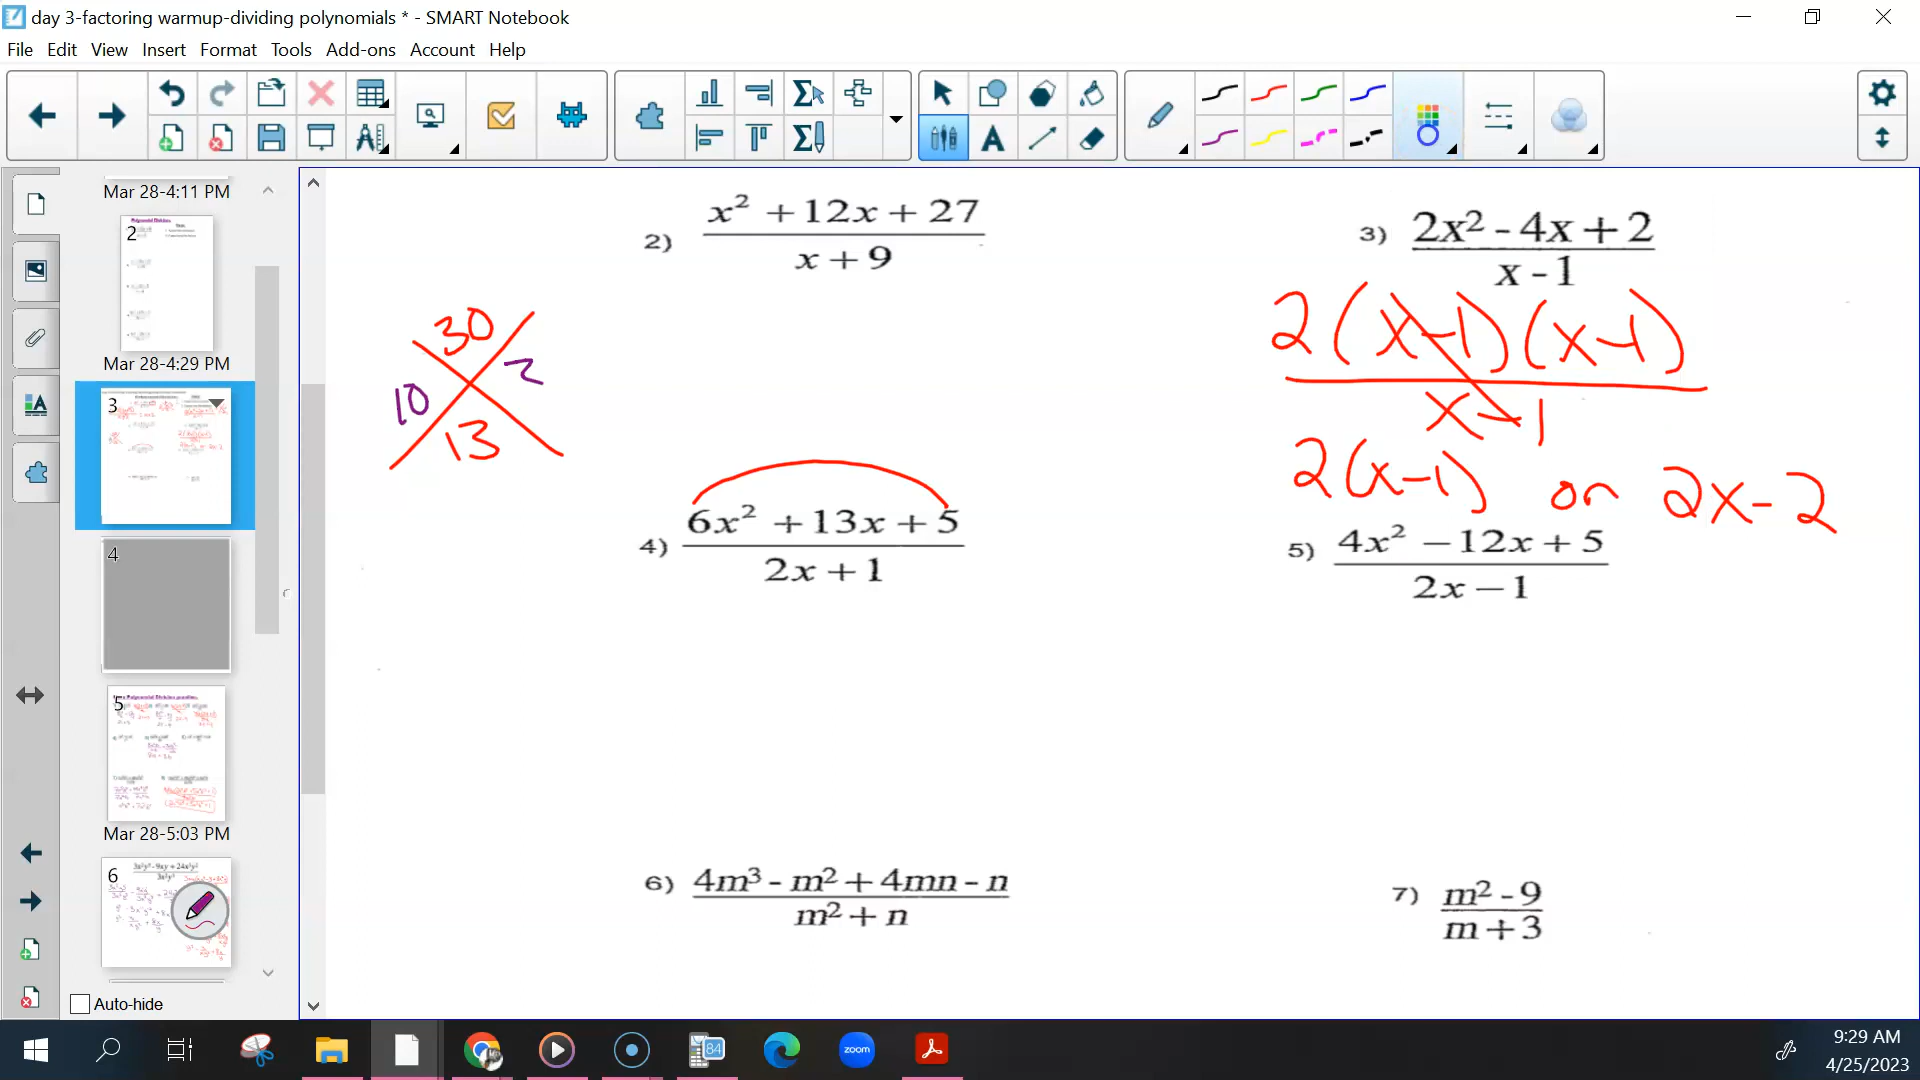 day 3-factoring warmup-dividing polynomials * - SMART Notebook
File Edit View Insert Format Tools Add-ons Account Help
Mar 28-4:11 PM
2
Mar 28-4:29 PM
3
4
5
Mar 28-5:03 PM
6
Auto-hide
2) x² + 12x + 27
x + 9
3) 2x² - 4x + 2
x - 1
2(x-1)(x-1)
x-1
2(x-1) or 2x-2
30
10 2
13
4) 6x² + 13x + 5
2x + 1
5) 4x² - 12x + 5
2x - 1
6) 4m³ - m² + 4mn - n
m² + n
7) m² - 9
m + 3
84
zoom
9:29 AM
4/25/2023